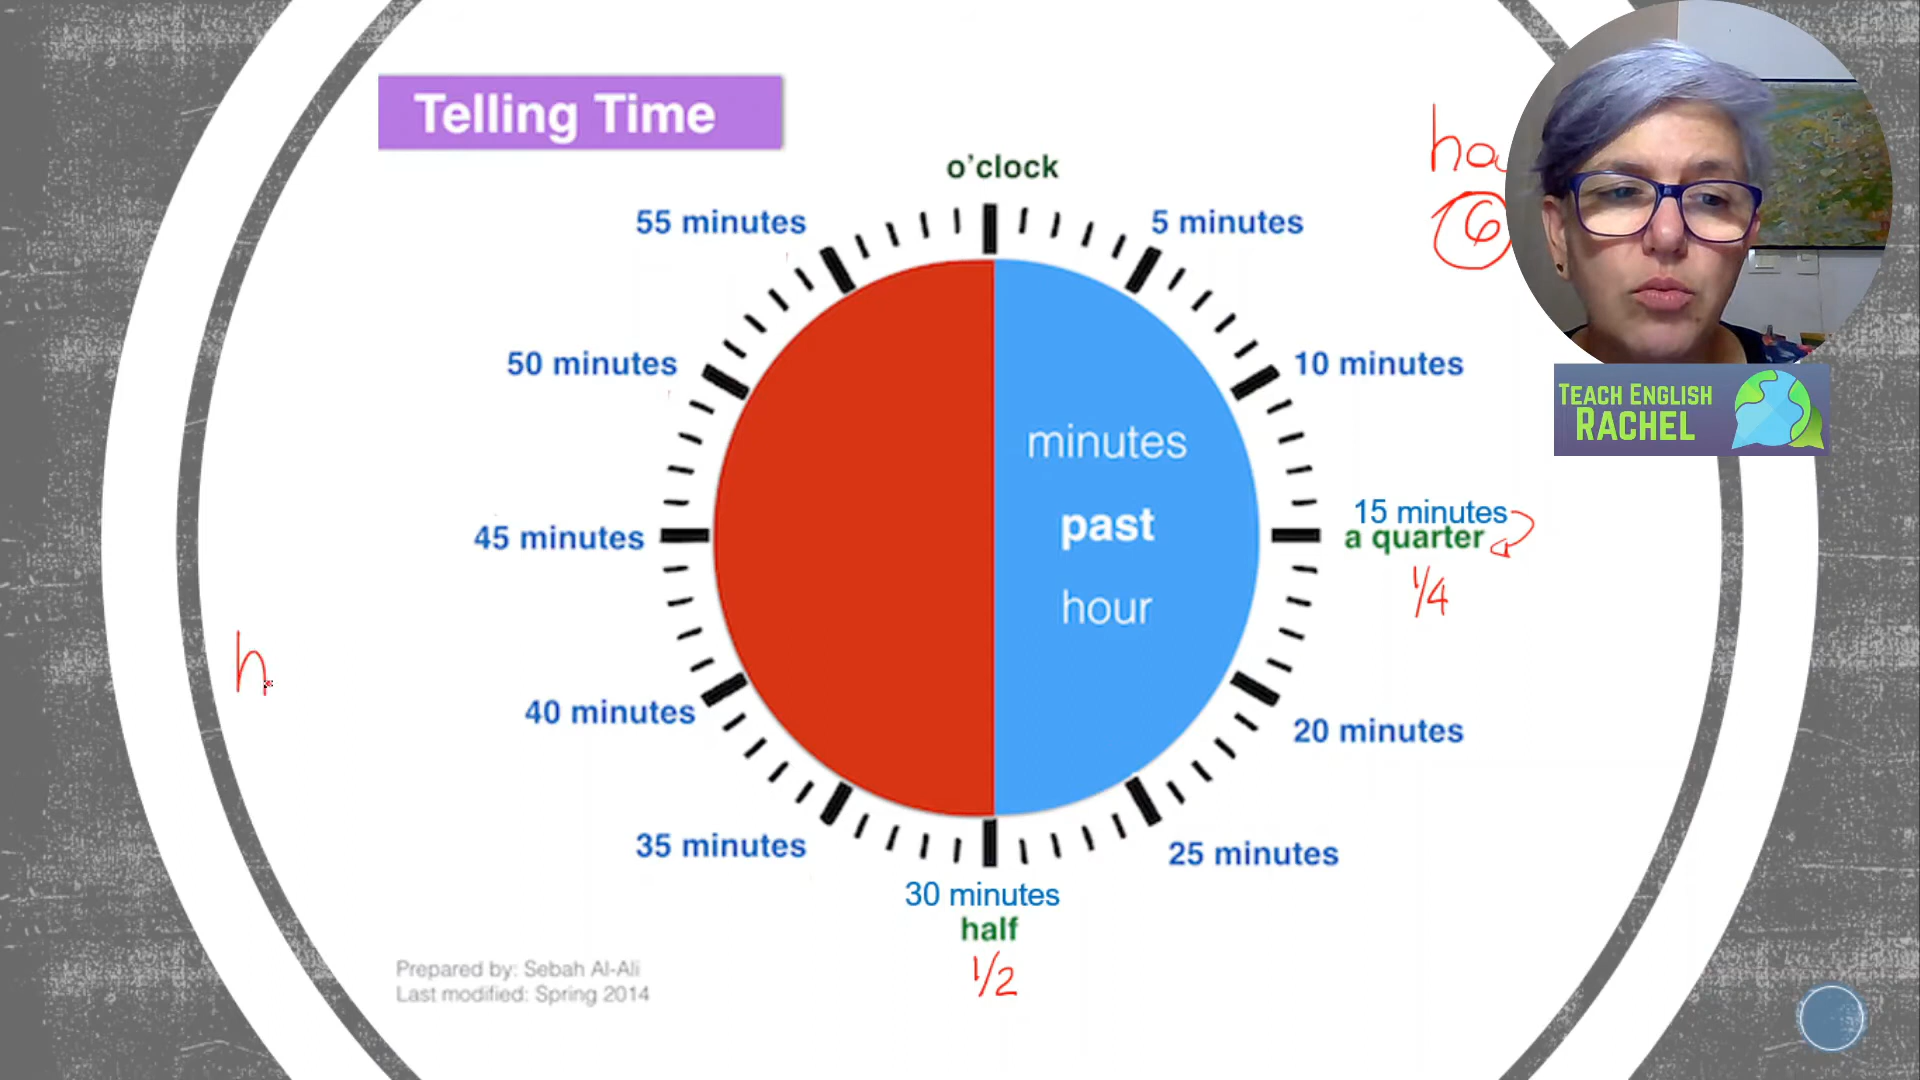 Telling Time
o'clock
55 minutes
5 minutes
50 minutes
10 minutes
TEACH ENGLISH
RACHEL
minutes
past
hour
45 minutes
15 minutes
a quarter
1/4
h
40 minutes
20 minutes
35 minutes
25 minutes
30 minutes
half
1/2
6
Prepared by: Sebah Al-Ali
Last modified: Spring 2014